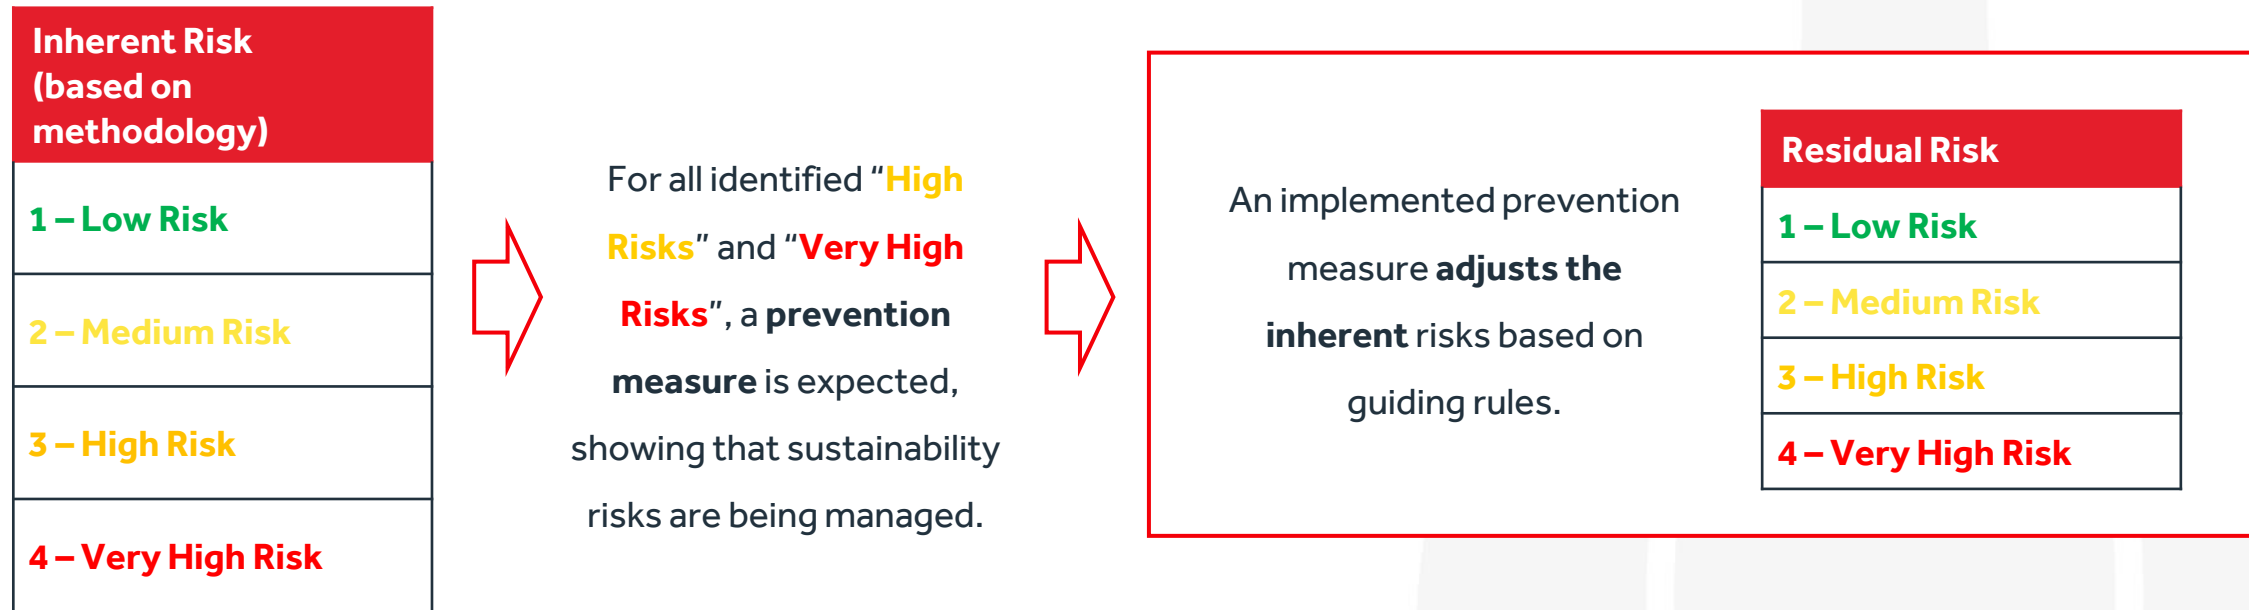 Inherent Risk
(based on
methodology)
1 – Low Risk
2 – Medium Risk
3 – High Risk
4 – Very High Risk
For all identified “High
Risks” and “Very High
Risks”, a prevention
measure is expected,
showing that sustainability
risks are being managed.
An implemented prevention
measure adjusts the
inherent risks based on
guiding rules.
Residual Risk
1 – Low Risk
2 – Medium Risk
3 – High Risk
4 – Very High Risk